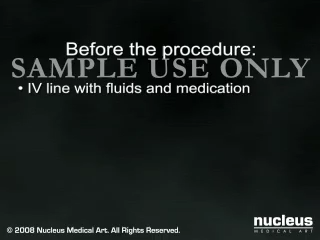 Before the procedure:
SAMPLE USE ONLY
• IV line with fluids and medication
nucleus
MEDICAL ART
© 2008 Nucleus Medical Art. All Rights Reserved.